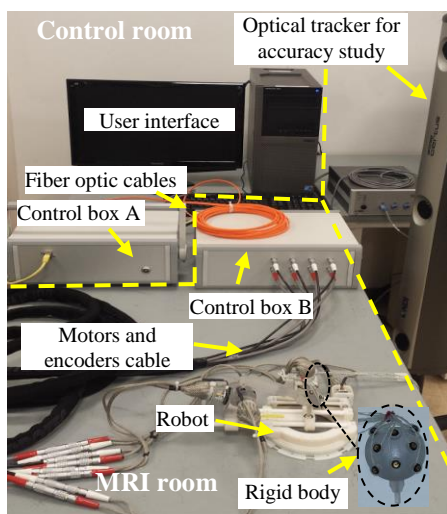 Control room
Optical tracker for
accuracy study
User interface
Fiber optic cables
Control box A
Control box B
Motors and
encoders cable
Robot
MRI room
Rigid body